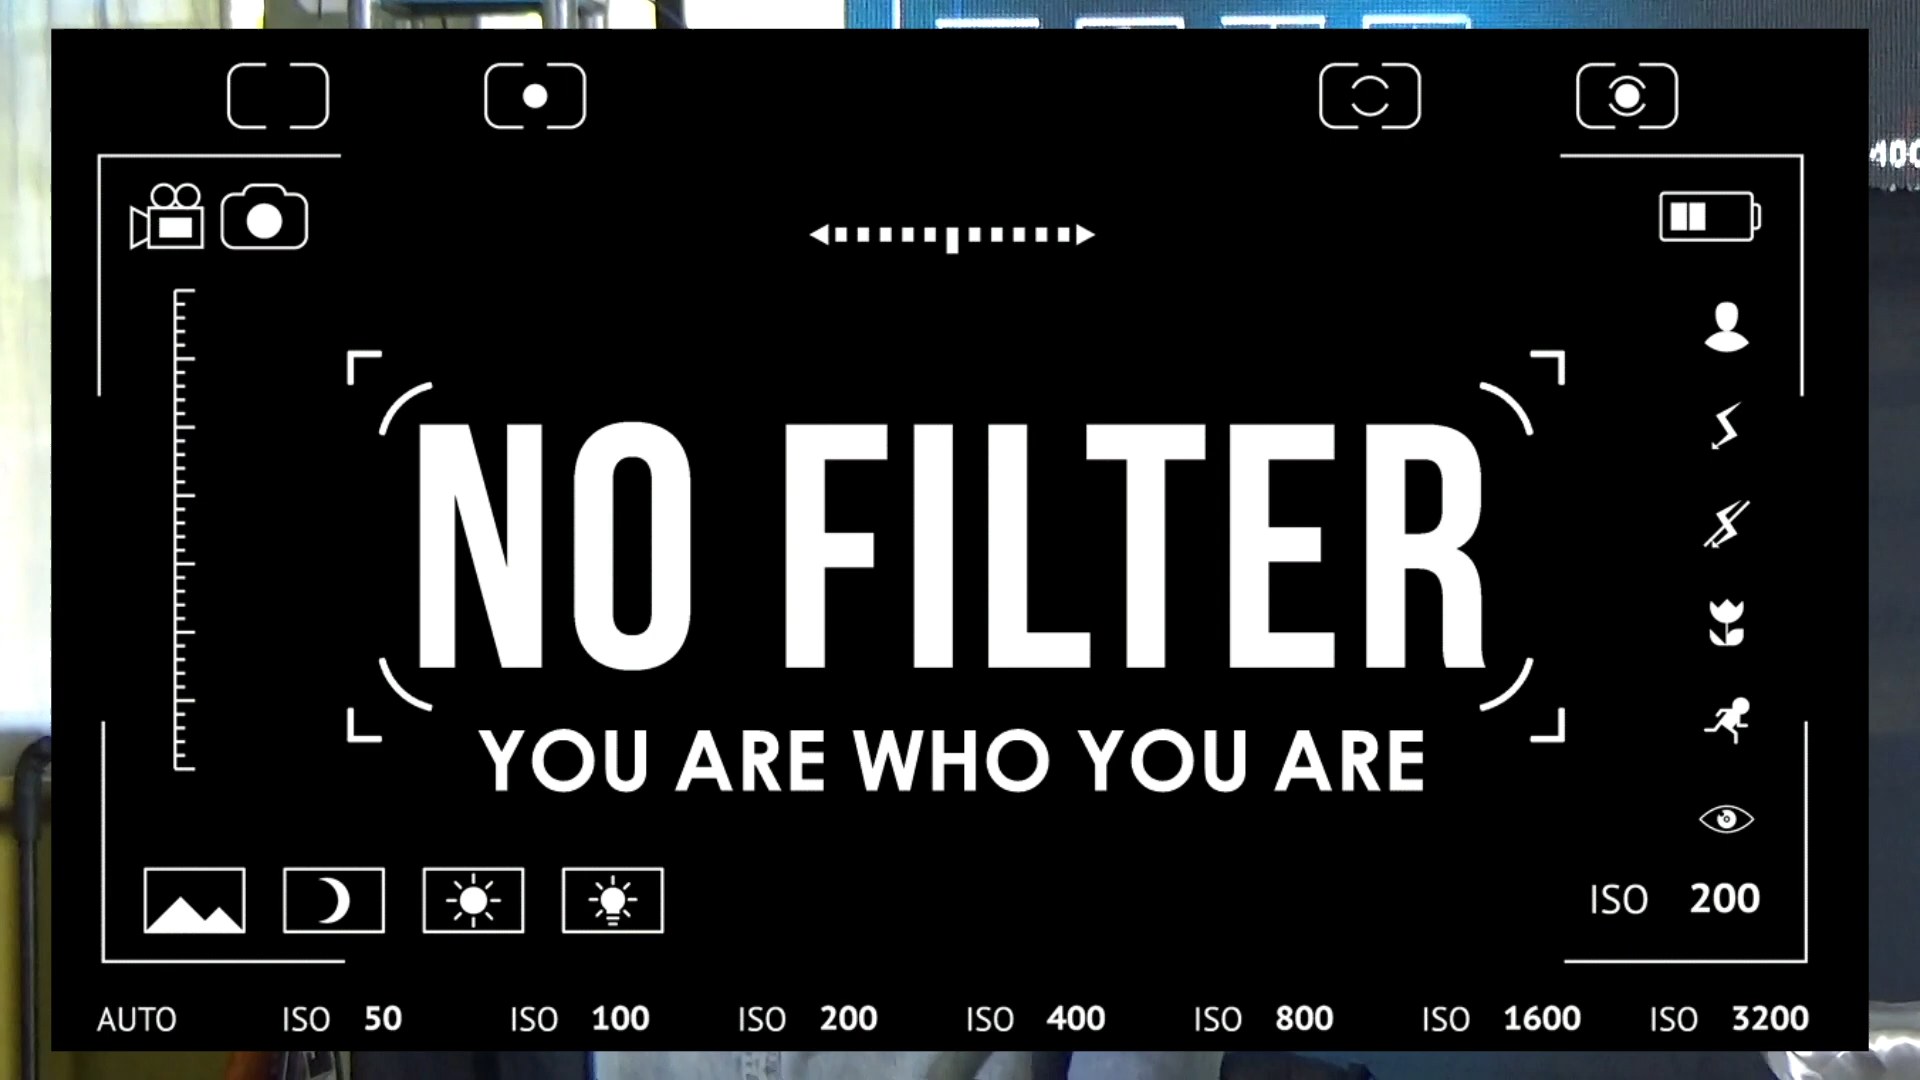 NO FILTER
YOU ARE WHO YOU ARE
ISO 200
AUTO ISO 50 ISO 100 ISO 200 ISO 400 ISO 800 ISO 1600 ISO 3200